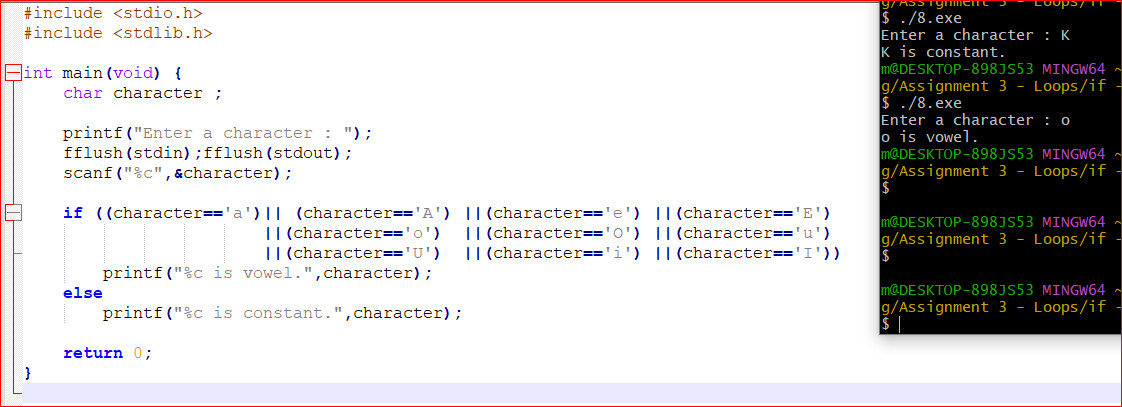 #include <stdio.h>
#include <stdlib.h>
int main(void) {
char character ;
printf("Enter a character : ");
fflush(stdin);fflush(stdout);
scanf("%c",&character);
if ((character=='a')|| (character=='A') ||(character=='e') ||(character=='E')
||(character=='o') ||(character=='O') ||(character=='u')
||(character=='U') ||(character=='i') ||(character=='I'))
printf("%c is vowel.",character);
else
printf("%c is constant.",character);
return 0;
}
g/Assignment 3 - Loops/if -
$ ./8.exe
Enter a character : K
K is constant.
m@DESKTOP-898JS53 MINGW64 ~
g/Assignment 3 - Loops/if -
$ ./8.exe
Enter a character : o
o is vowel.
m@DESKTOP-898JS53 MINGW64 ~
g/Assignment 3 - Loops/if -
$
m@DESKTOP-898JS53 MINGW64 ~
g/Assignment 3 - Loops/if -
$
m@DESKTOP-898JS53 MINGW64 ~
g/Assignment 3 - Loops/if -
$